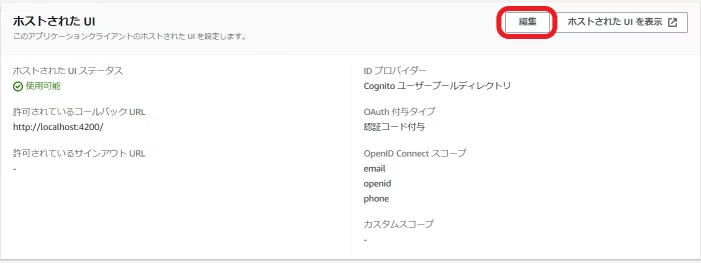 ホストされた UI
編集
ホストされた UI を表示
このアプリケーションクライアントのホストされた UI を設定します。
ホストされた UI ステータス
使用可能
許可されているコールバック URL
http://localhost:4200/
許可されているサインアウト URL
-
ID プロバイダー
Cognito ユーザープールディレクトリ
OAuth 付与タイプ
認証コード付与
OpenID Connect スコープ
email
openid
phone
カスタムスコープ
-